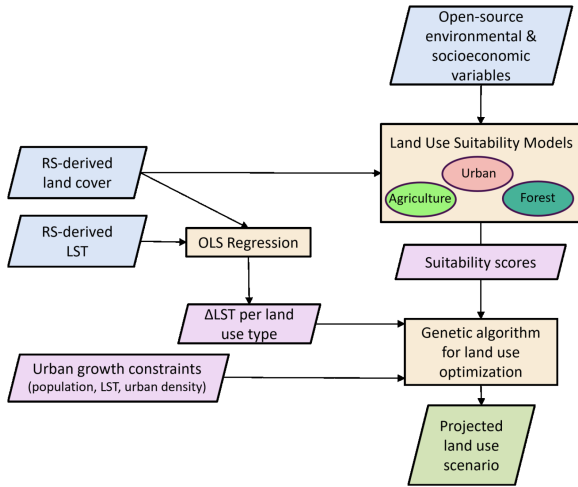 Open-source
environmental &
socioeconomic
variables
Land Use Suitability Models
Urban
Agriculture
Forest
RS-derived
land cover
RS-derived
LST
OLS Regression
Suitability scores
ΔLST per land
use type
Genetic algorithm
for land use
optimization
Urban growth constraints
(population, LST, urban density)
Projected
land use
scenario